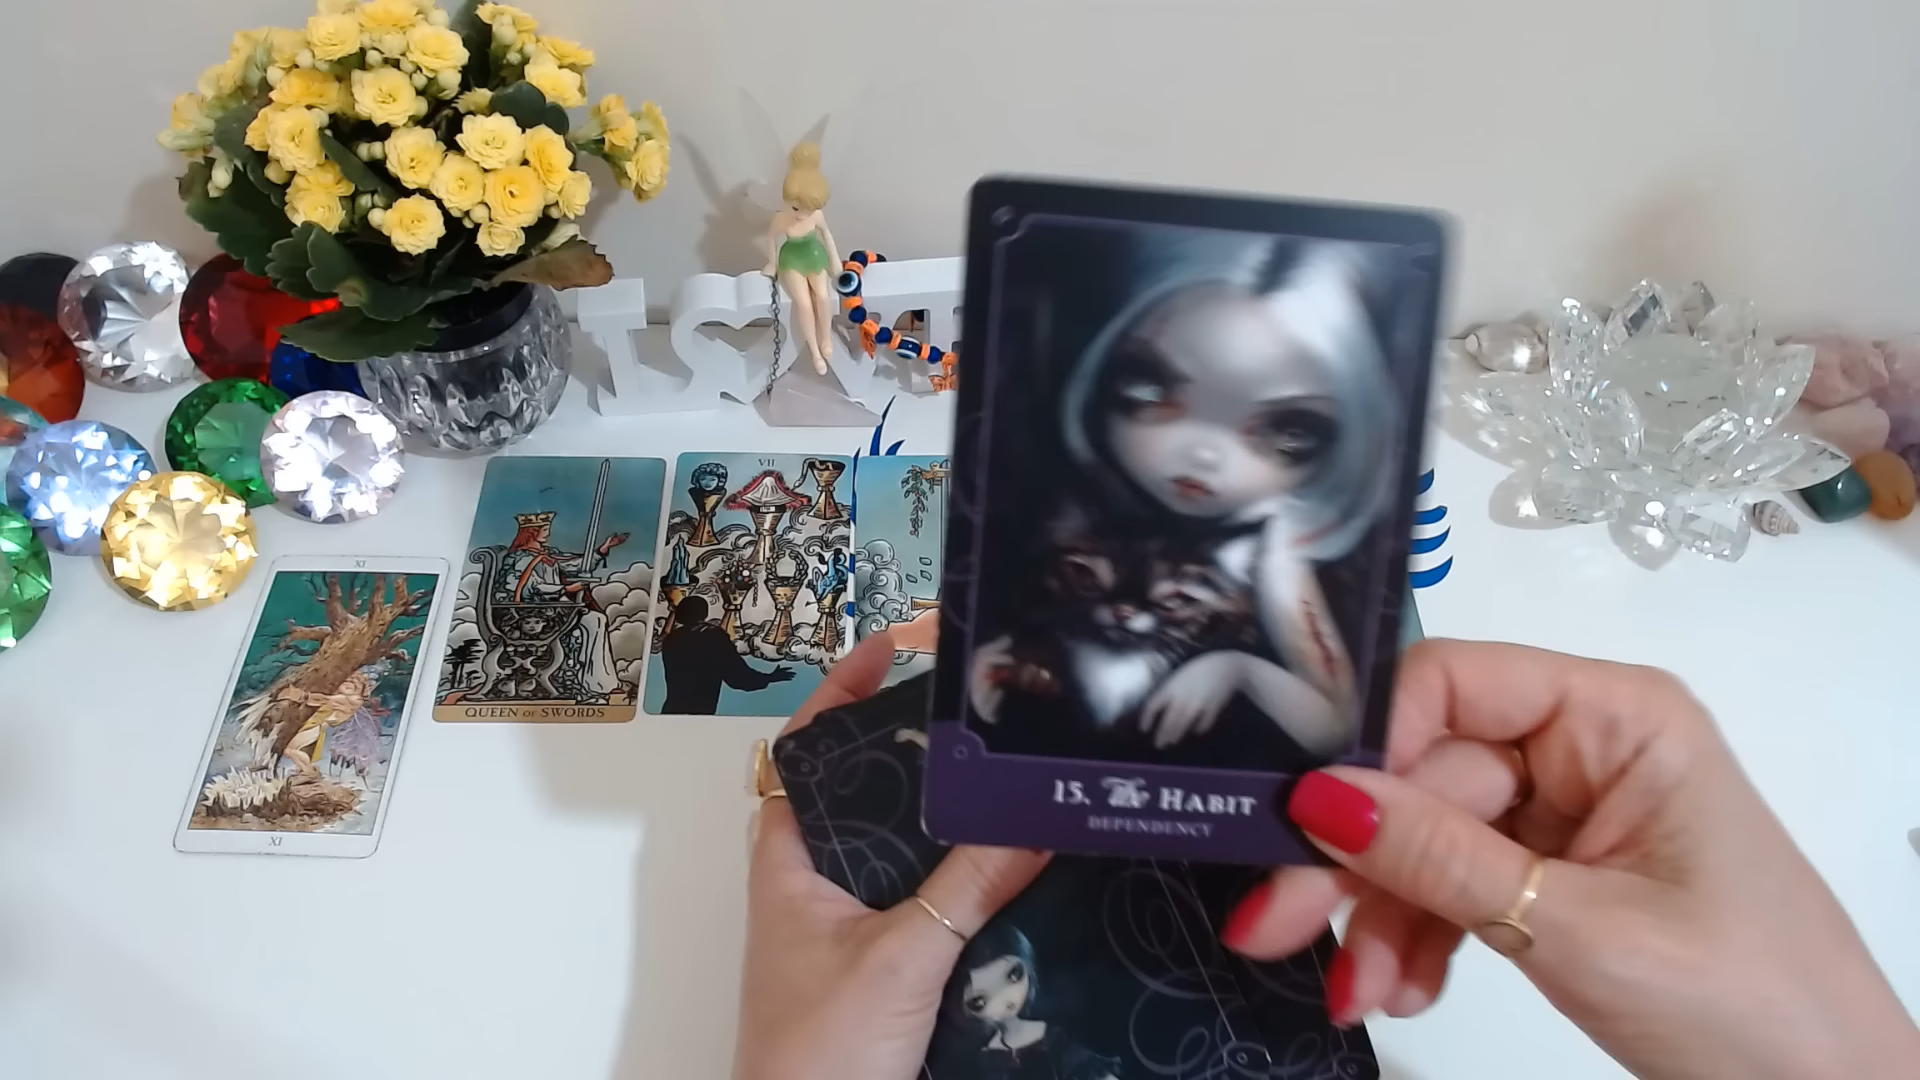 VII
XI
QUEEN OF SWORDS
15. The HABIT
DEPENDENCY
XI